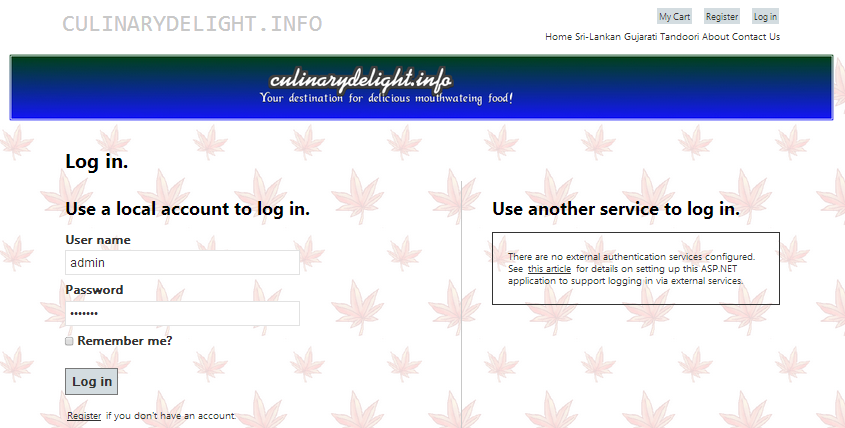 CULINARYDELIGHT.INFO
My Cart Register Log in
Home Sri-Lankan Gujarati Tandoori About Contact Us
culinarydelight.info
Your destination for delicious mouthwateing food!
Log in.
Use a local account to log in.
User name
admin
Password
•••••••
Remember me?
Log in
Register if you don't have an account.
Use another service to log in.
There are no external authentication services configured.
See this article for details on setting up this ASP.NET
application to support logging in via external services.